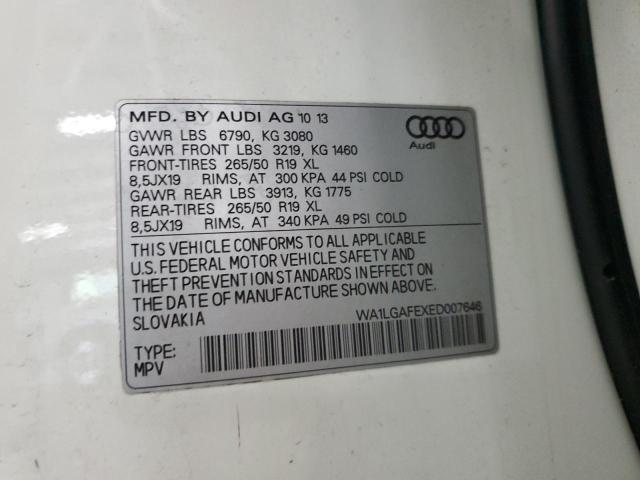 MFD. BY AUDI AG 10 13
GVWR LBS 6790, KG 3080
GAWR FRONT LBS 3219, KG 1460
FRONT-TIRES 265/50 R19 XL
8,5JX19 RIMS, AT 300 KPA 44 PSI COLD
GAWR REAR LBS 3913, KG 1775
REAR-TIRES 265/50 R19 XL
8,5JX19 RIMS, AT 340 KPA 49 PSI COLD
Audi
THIS VEHICLE CONFORMS TO ALL APPLICABLE
U.S. FEDERAL MOTOR VEHICLE SAFETY AND
THEFT PREVENTION STANDARDS IN EFFECT ON
THE DATE OF MANUFACTURE SHOWN ABOVE.
SLOVAKIA
WA1LGAFEXED007646
TYPE:
MPV